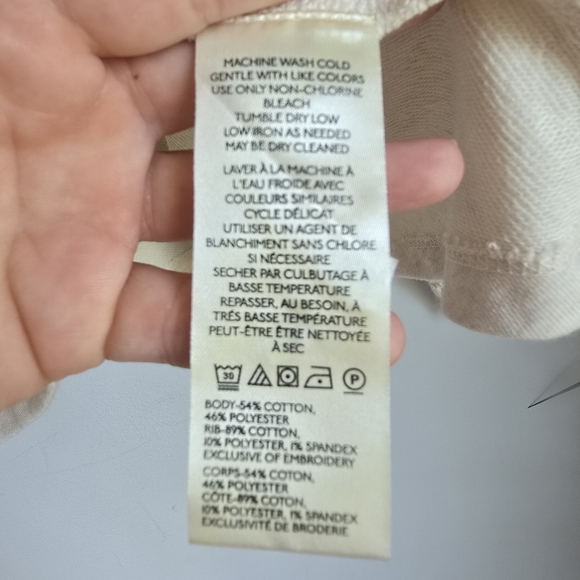 MACHINE WASH COLD
GENTLE WITH LIKE COLORS
USE ONLY NON-CHLORINE
BLEACH
TUMBLE DRY LOW
LOW IRON AS NEEDED
MAY BE DRY CLEANED
LAVER À LA MACHINE À
L'EAU FROIDE AVEC
COULEURS SIMILAIRES
CYCLE DÉLICAT
UTILISER UN AGENT DE
BLANCHIMENT SANS CHLORE
SI NÉCESSAIRE
SECHER PAR CULBUTAGE À
BASSE TEMPERATURE
REPASSER, AU BESOIN, À
TRÉS BASSE TEMPÉRATURE
PEUT-ÊTRE ÊTRE NETTOYÉE
À SEC
30 P
BODY-54% COTTON,
46% POLYESTER
RIB-89% COTTON,
10% POLYESTER, 1% SPANDEX
EXCLUSIVE OF EMBROIDERY
CORPS-54% COTON,
46% POLYESTER
CÔTE-89% COTON,
10% POLYESTER, 1% SPANDEX
EXCLUSIVITÉ DE BRODERIE